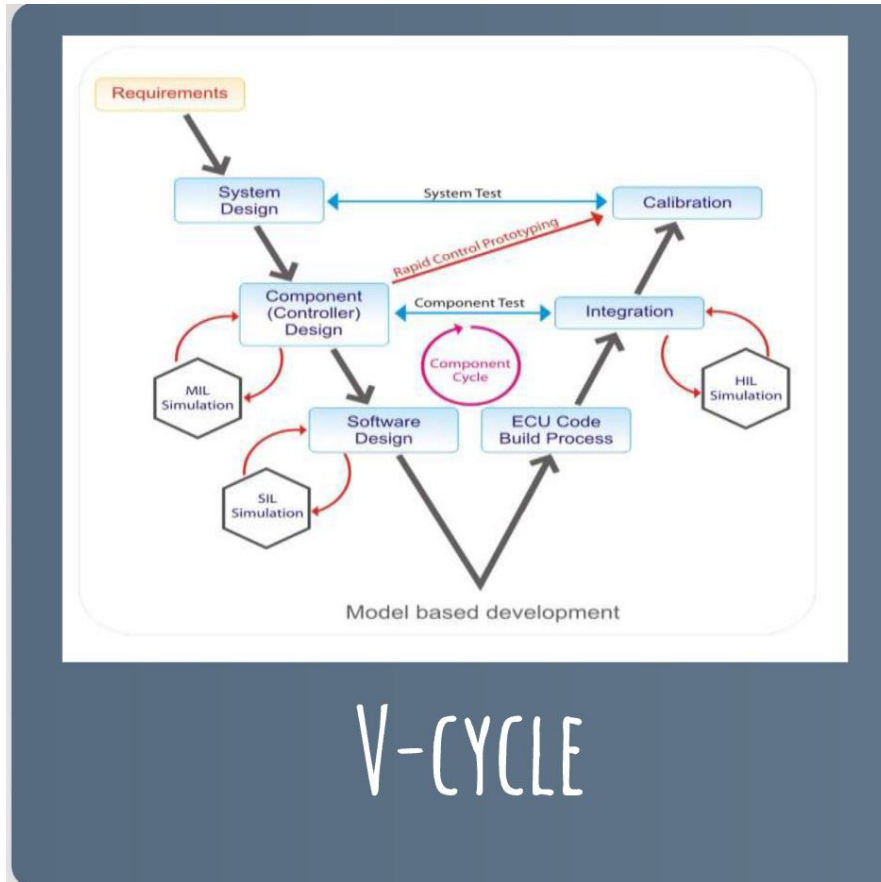 Requirements
System
Design
System Test
Calibration
Rapid Control Prototyping
Component
(Controller)
Design
Component Test
Integration
Component
Cycle
MIL
Simulation
HIL
Simulation
Software
Design
ECU Code
Build Process
SIL
Simulation
Model based development
V-CYCLE